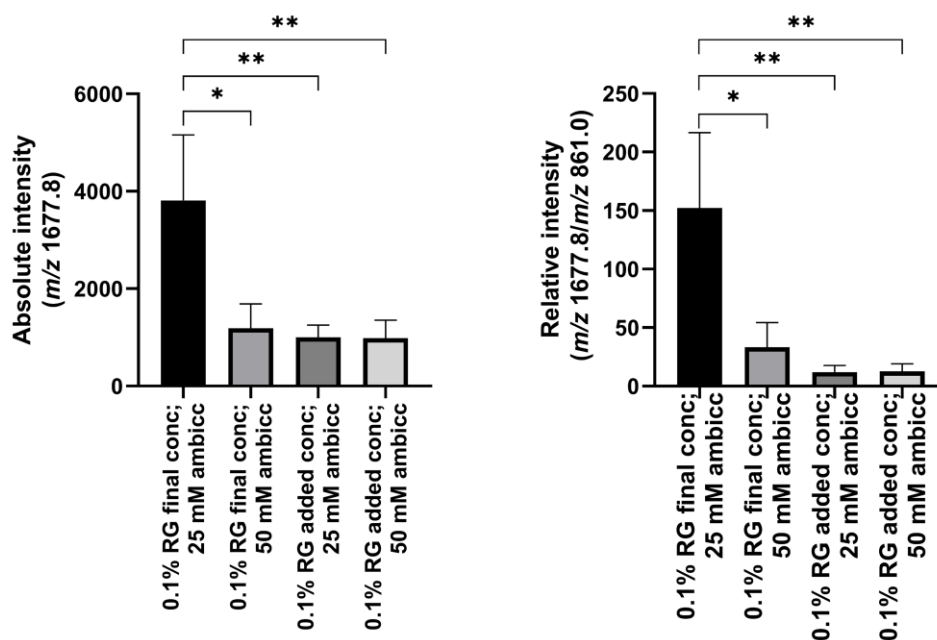 **
**
*
6000
4000
2000
0
Absolute intensity
(m/z 1677.8)
0.1% RG final conc;
25 mM ambicc
0.1% RG final conc;
50 mM ambicc
0.1% RG added conc;
25 mM ambicc
0.1% RG added conc;
50 mM ambicc
**
**
*
250
200
150
100
50
0
Relative intensity
(m/z 1677.8/m/z 861.0)
0.1% RG final conc;
25 mM ambicc
0.1% RG final conc;
50 mM ambicc
0.1% RG added conc;
25 mM ambicc
0.1% RG added conc;
50 mM ambicc